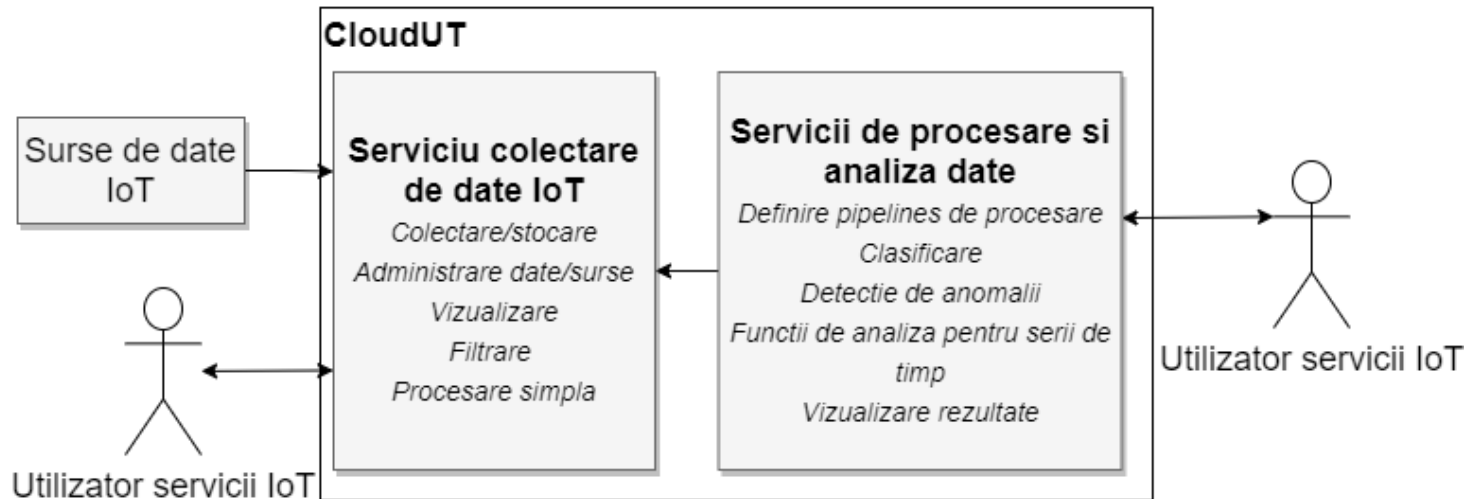 CloudUT
Surse de date
IoT
Serviciu colectare
de date IoT
Colectare/stocare
Administrare date/surse
Vizualizare
Filtrare
Procesare simpla
Servicii de procesare si
analiza date
Definire pipelines de procesare
Clasificare
Detectie de anomalii
Functii de analiza pentru serii de
timp
Vizualizare rezultate
Utilizator servicii IoT
Utilizator servicii IoT